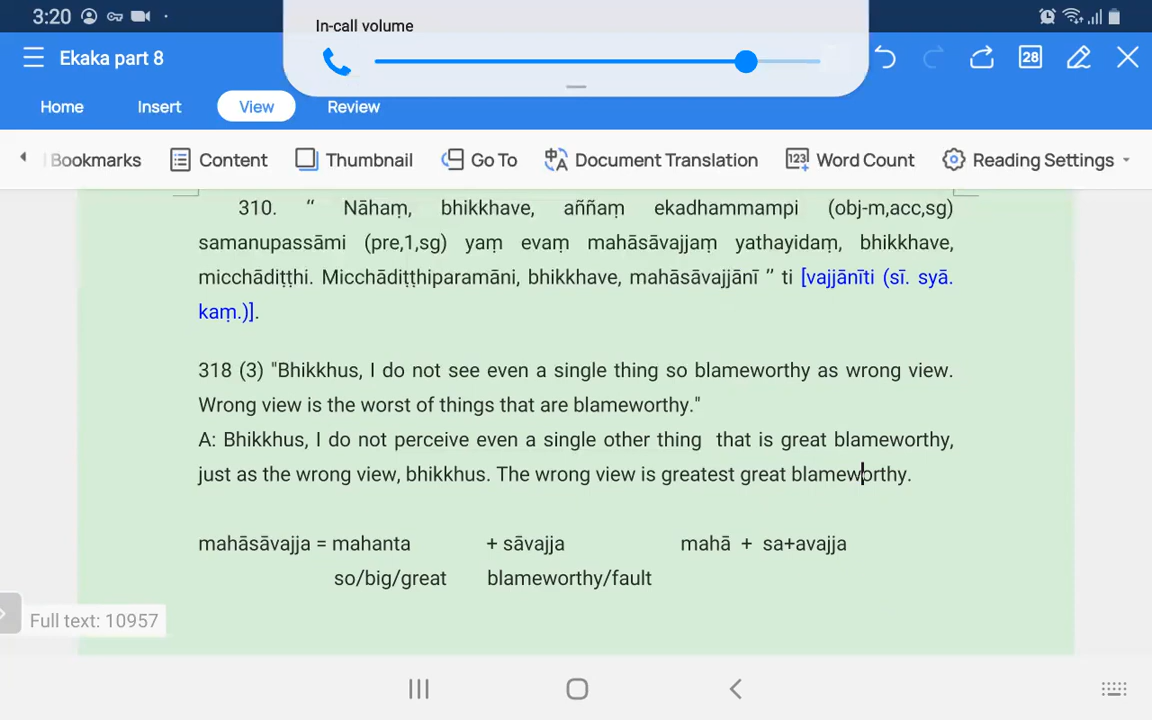 3:20
In-call volume
Ekaka part 8
28
Home Insert View Review
Bookmarks Content Thumbnail Go To Document Translation Word Count Reading Settings
310. “ Nāhaṃ, bhikkhave, aññaṃ ekadhammampi (obj-m,acc,sg)
samanupassāmi (pre,1,sg) yaṃ evaṃ mahāsāvajjaṃ yathayidaṃ, bhikkhave,
micchādiṭṭhi. Micchādiṭṭhiparamāni, bhikkhave, mahāsāvajjānī ” ti [vajjānīti (sī. syā.
kaṃ.)].
318 (3) "Bhikkhus, I do not see even a single thing so blameworthy as wrong view.
Wrong view is the worst of things that are blameworthy."
A: Bhikkhus, I do not perceive even a single other thing that is great blameworthy,
just as the wrong view, bhikkhus. The wrong view is greatest great blameworthy.
mahāsāvajja = mahanta + sāvajja mahā + sa+avajja
so/big/great blameworthy/fault
Full text: 10957